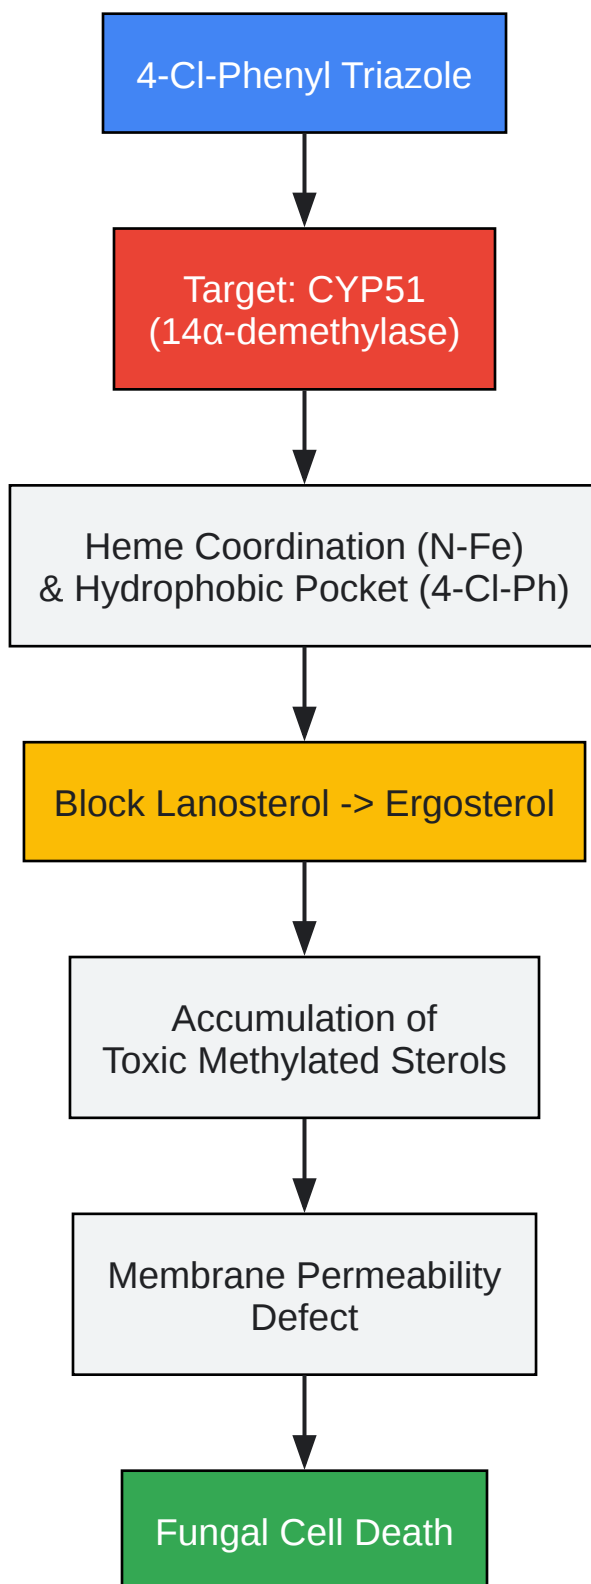 4-Cl-Phenyl Triazole
Target: CYP51
(14α-demethylase)
Heme Coordination (N-Fe)
& Hydrophobic Pocket (4-Cl-Ph)
Block Lanosterol -> Ergosterol
Accumulation of
Toxic Methylated Sterols
Membrane Permeability
Defect
Fungal Cell Death